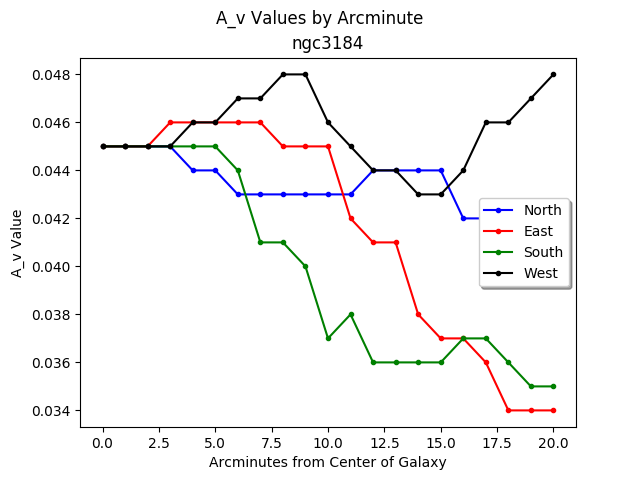 A_v Values by Arcminute
ngc3184
0.048
0.046
0.044
0.042
0.040
0.038
0.036
0.034
A_v Value
North
East
South
West
0.0 2.5 5.0 7.5 10.0 12.5 15.0 17.5 20.0
Arcminutes from Center of Galaxy